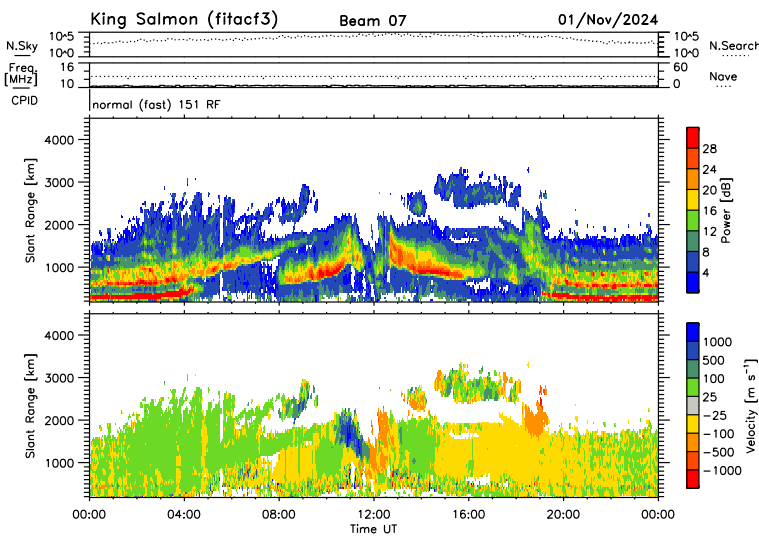 King Salmon (fitacf3) Beam 07 01/Nov/2024
N.Sky 10^5 10^0 10^5 10^0 N.Search
Freq. [MHz] 16 10 60 0 Nave
CPID normal (fast) 151 RF
Slant Range [km] 4000 3000 2000 1000
Power [dB] 28 24 20 16 12 8 4
Slant Range [km] 4000 3000 2000 1000
Velocity [m s⁻¹] 1000 500 100 25 −25 −100 −500 −1000
00:00 04:00 08:00 12:00 16:00 20:00 00:00
Time UT